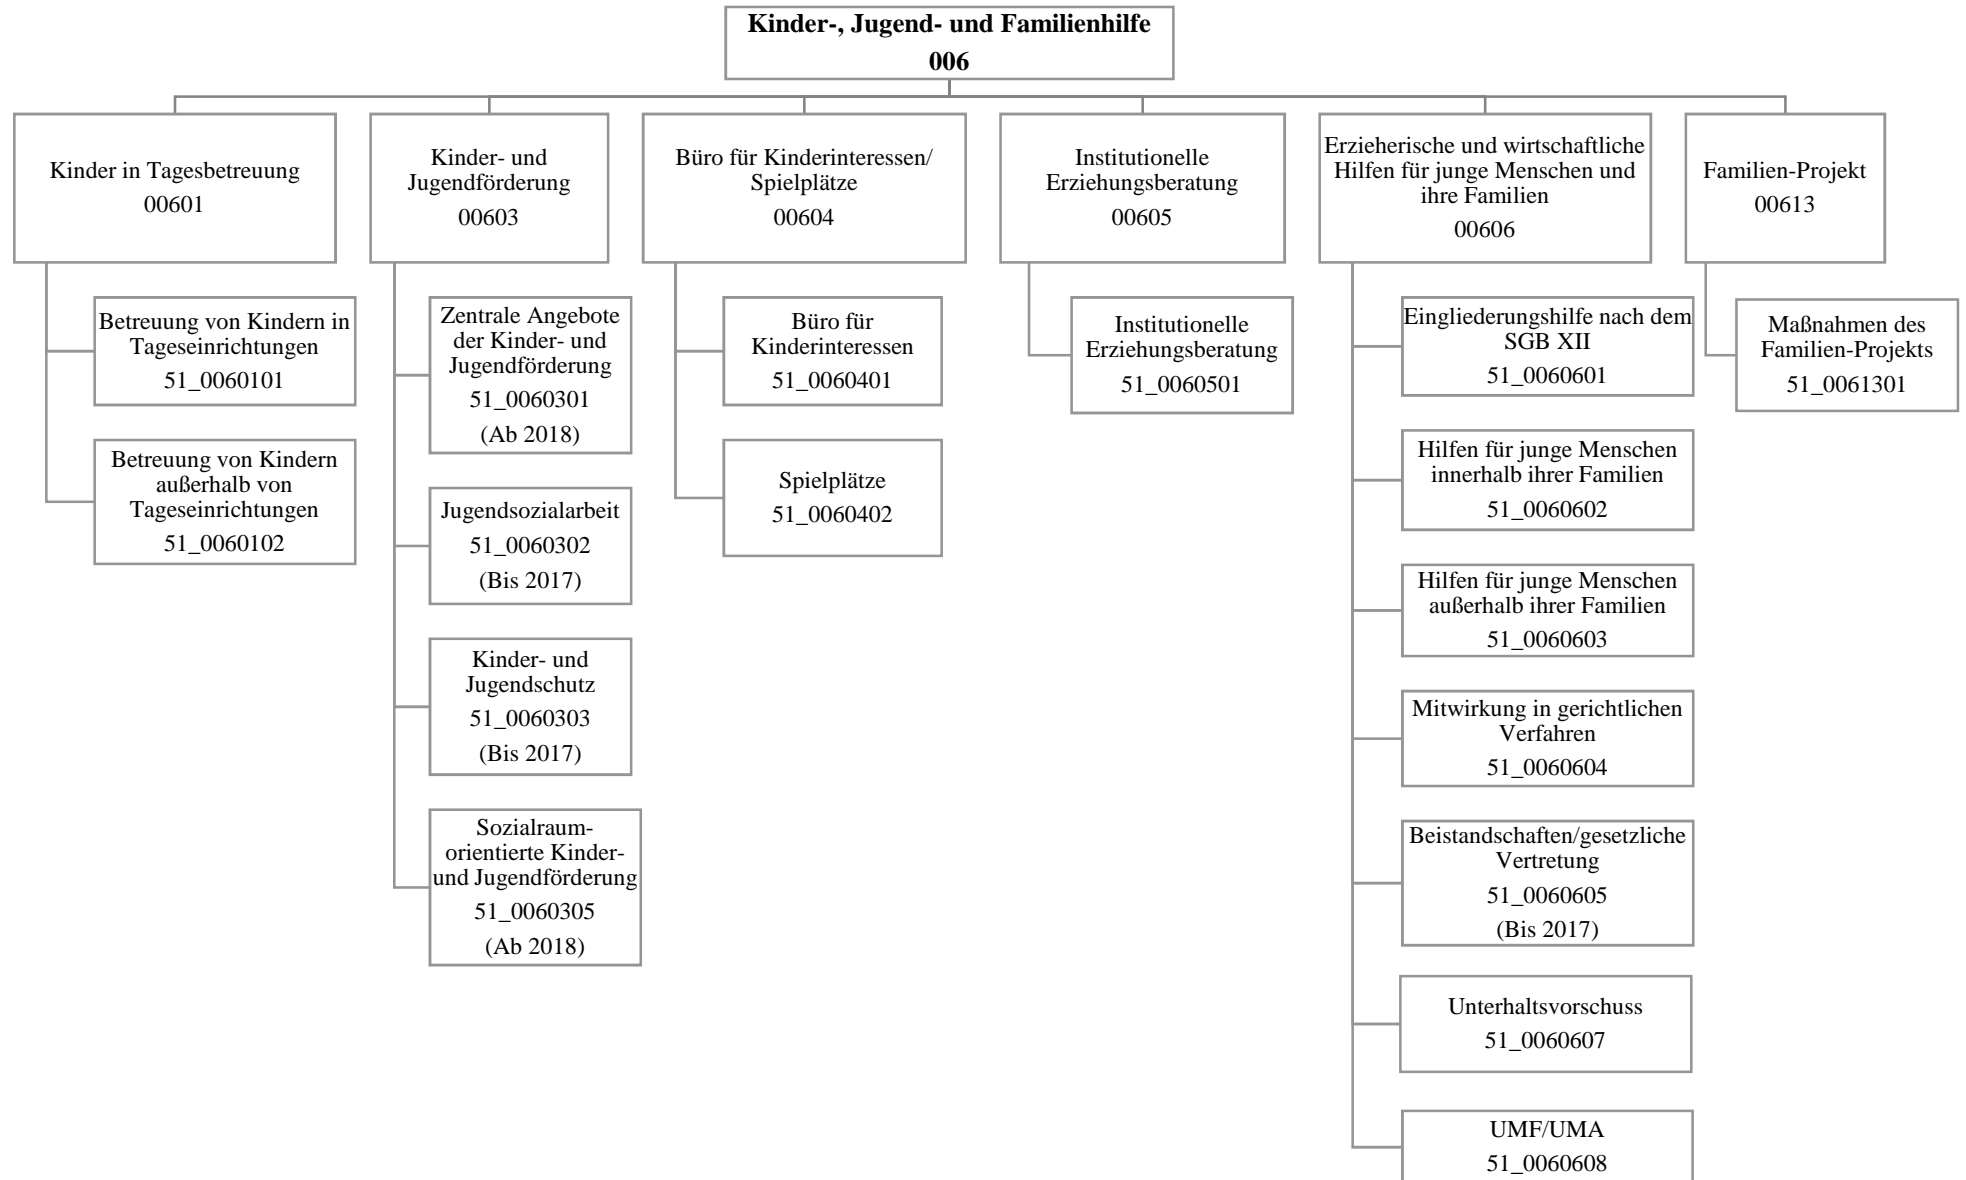 Kinder-, Jugend- und Familienhilfe
006
Kinder in Tagesbetreuung
00601
Kinder- und
Jugendförderung
00603
Büro für Kinderinteressen/
Spielplätze
00604
Institutionelle
Erziehungsberatung
00605
Erzieherische und wirtschaftliche
Hilfen für junge Menschen und
ihre Familien
00606
Familien-Projekt
00613
Betreuung von Kindern in
Tageseinrichtungen
51_0060101
Betreuung von Kindern
außerhalb von
Tageseinrichtungen
51_0060102
Zentrale Angebote
der Kinder- und
Jugendförderung
51_0060301
(Ab 2018)
Jugendsozialarbeit
51_0060302
(Bis 2017)
Kinder- und
Jugendschutz
51_0060303
(Bis 2017)
Sozialraum-
orientierte Kinder-
und Jugendförderung
51_0060305
(Ab 2018)
Büro für
Kinderinteressen
51_0060401
Spielplätze
51_0060402
Institutionelle
Erziehungsberatung
51_0060501
Eingliederungshilfe nach dem
SGB XII
51_0060601
Hilfen für junge Menschen
innerhalb ihrer Familien
51_0060602
Hilfen für junge Menschen
außerhalb ihrer Familien
51_0060603
Mitwirkung in gerichtlichen
Verfahren
51_0060604
Beistandschaften/gesetzliche
Vertretung
51_0060605
(Bis 2017)
Unterhaltsvorschuss
51_0060607
UMF/UMA
51_0060608
Maßnahmen des
Familien-Projekts
51_0061301